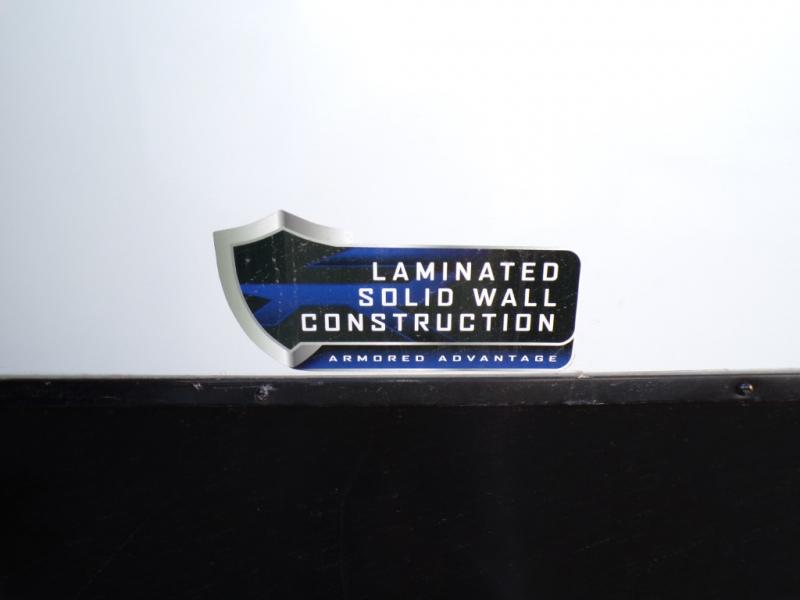 LAMINATED
SOLID WALL
CONSTRUCTION
ARMORED ADVANTAGE